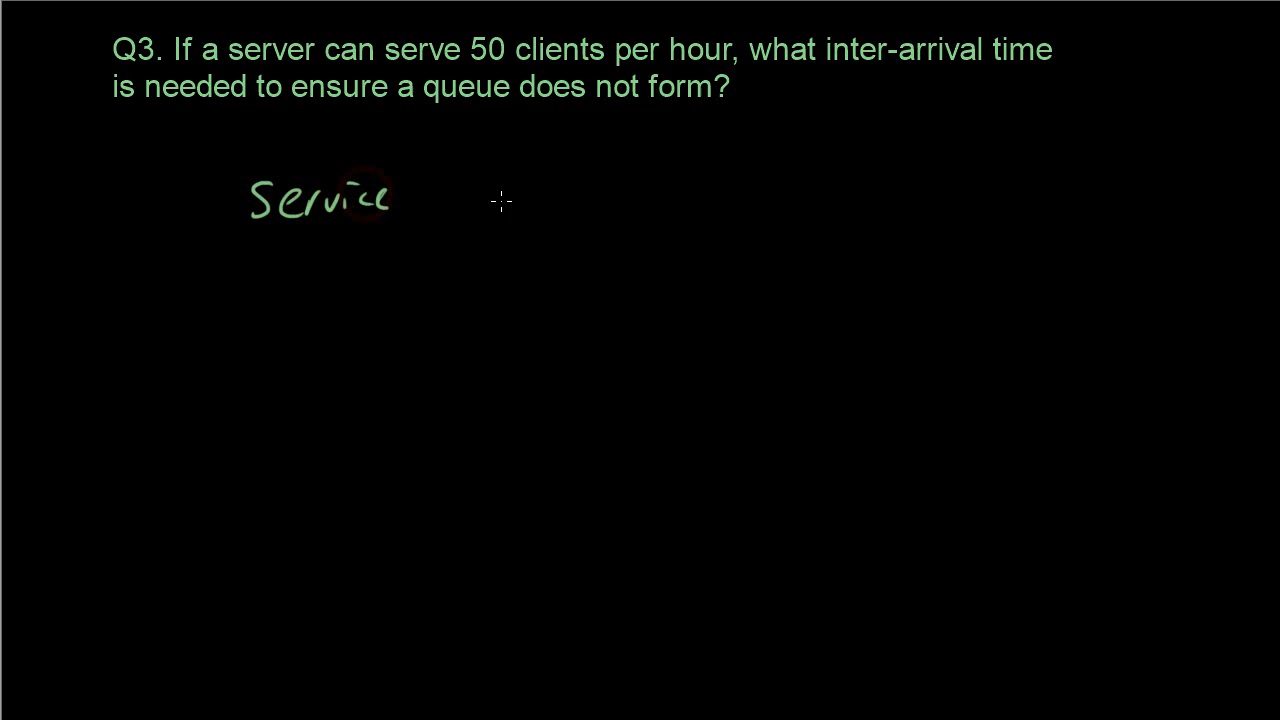 Q3. If a server can serve 50 clients per hour, what inter-arrival time
is needed to ensure a queue does not form?
Service